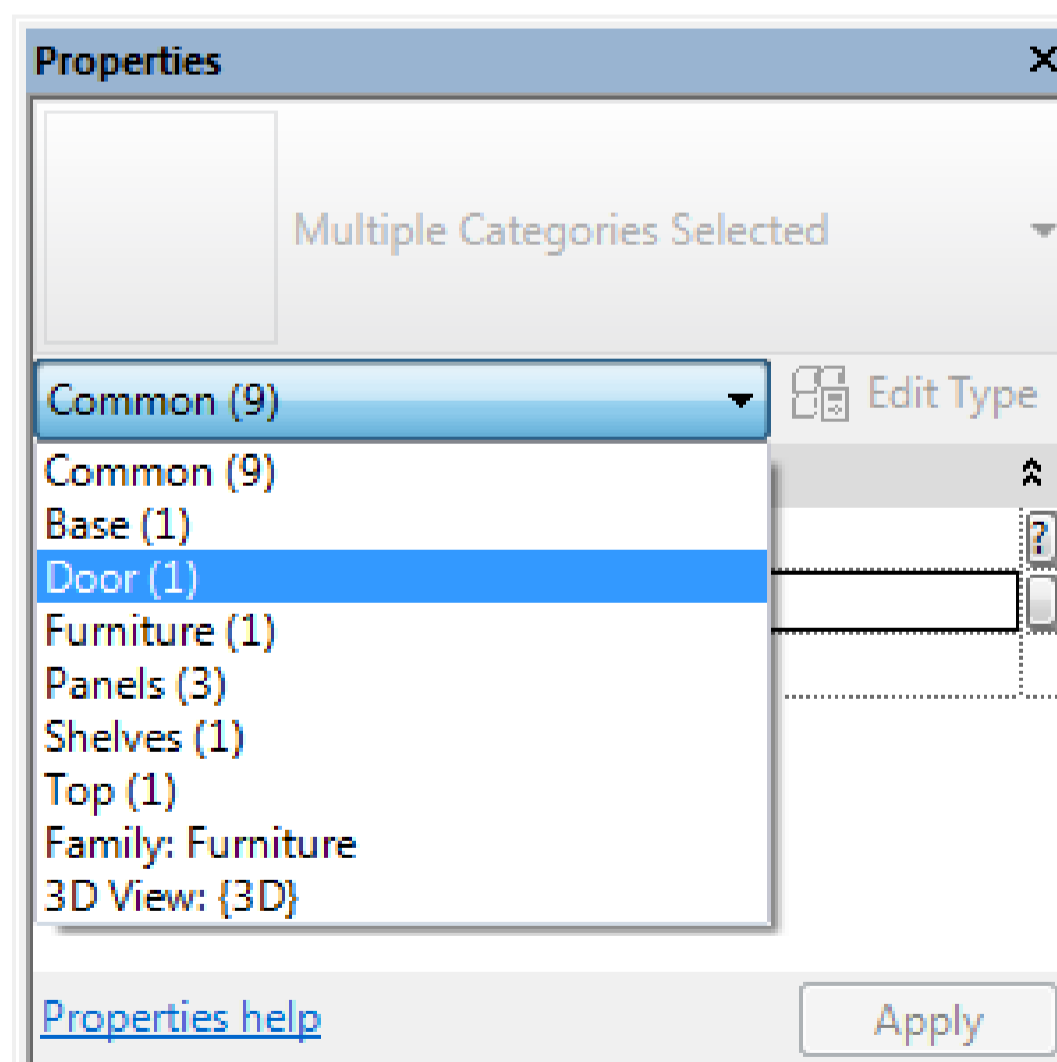 Properties
Multiple Categories Selected
Common (9)
Edit Type
Common (9)
Base (1)
Door (1)
Furniture (1)
Panels (3)
Shelves (1)
Top (1)
Family: Furniture
3D View: {3D}
?
Properties help
Apply